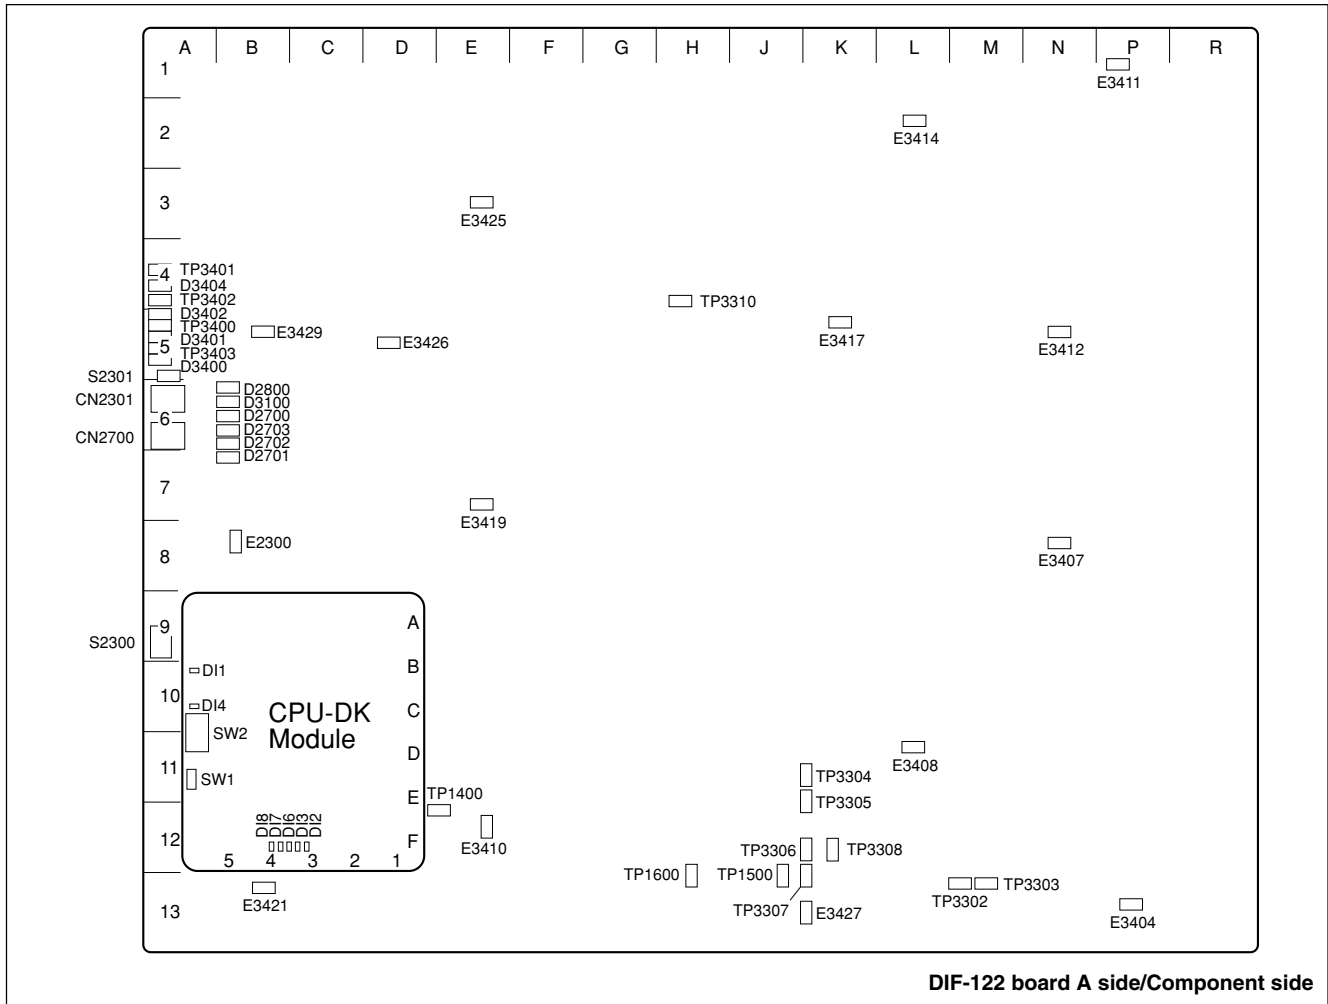 A B C D E F G H J K L M N P R
1
E3411
2
E3414
3
E3425
4
TP3401
D3404
TP3402
TP3310
D3402
TP3400
E3429
E3426
E3417
E3412
5
D3401
TP3403
D3400
S2301
CN2301
D2800
D3100
6
D2700
CN2700
D2703
D2702
D2701
7
E3419
8
E2300
E3407
9
S2300
A
B
10
DI1
DI4
C
CPU-DK
Module
SW2
D
11
SW1
E3408
TP3304
E
TP1400
TP3305
12
DI8
DI7
DI6
DI3
DI2
F
5 4 3 2 1
E3410
TP3306
TP3308
TP1600
TP1500
13
E3421
TP3307
E3427
TP3302
TP3303
E3404
DIF-122 board A side/Component side